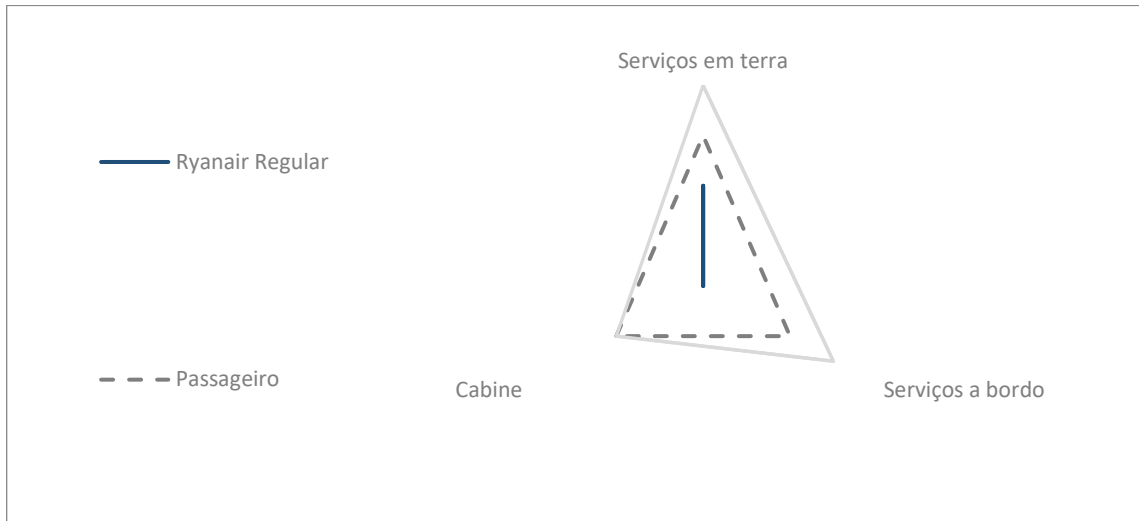 Serviços em terra
Ryanair Regular
Passageiro
Cabine
Serviços a bordo